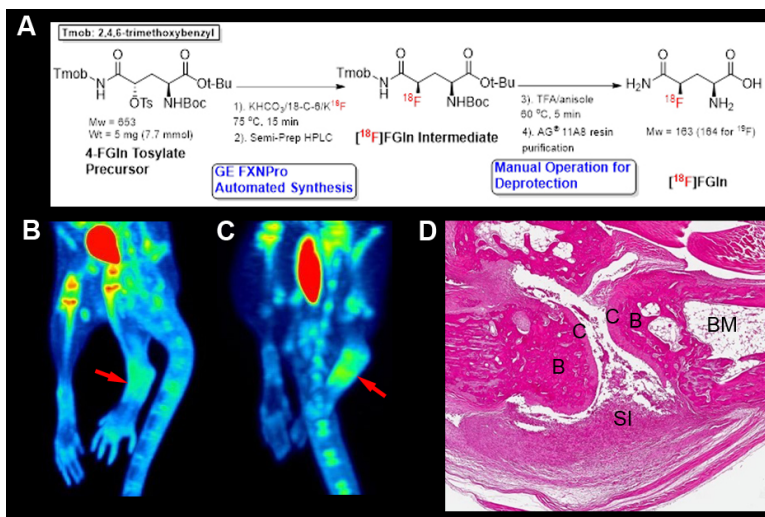 A
Tmob: 2,4,6-trimethoxybenzyl
O
O
Tmob
N
H
Ot-Bu
OTs
NHBoc
Mw = 653
Wt = 5 mg (7.7 mmol)
4-FGln Tosylate
Precursor
1). KHCO₃/18-C-6/K¹⁸F
75 °C, 15 min
2). Semi-Prep HPLC
GE FXNPro
Automated Synthesis
O
O
Tmob
N
H
Ot-Bu
¹⁸F
NHBoc
[¹⁸F]FGln Intermediate
3). TFA/anisole
60 °C, 5 min
4). AG® 11A8 resin
purification
Manual Operation for
Deprotection
O
O
H₂N
OH
¹⁸F
NH₂
Mw = 163 (164 for ¹⁹F)
[¹⁸F]FGln
B
C
D
C
C
B
B
BM
SI